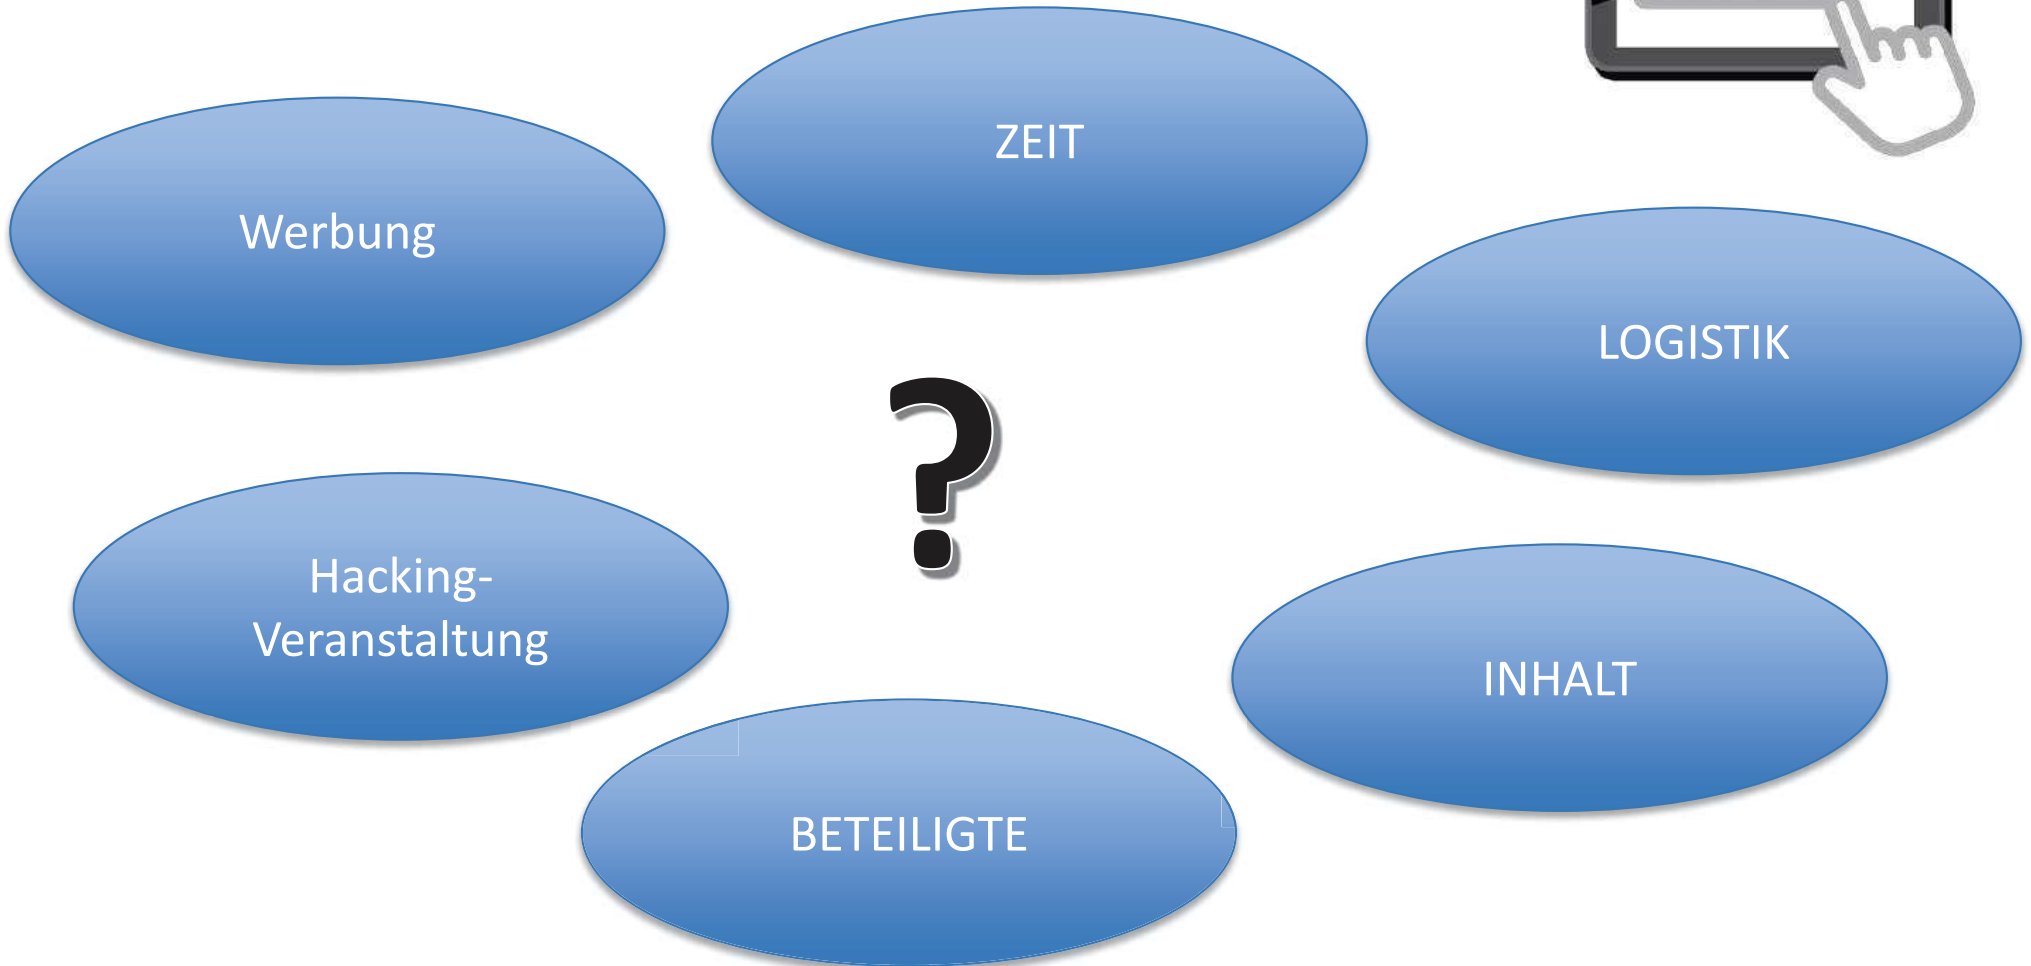 ZEIT
Werbung
LOGISTIK
?
Hacking-
Veranstaltung
INHALT
BETEILIGTE